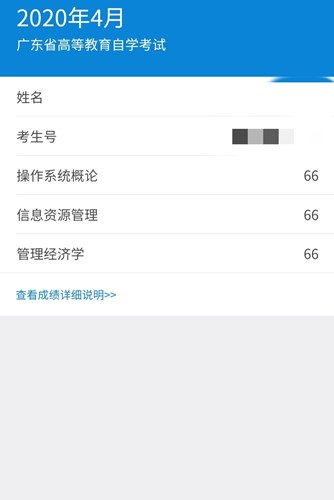 2020年4月
广东省高等教育自学考试
姓名
考生号
操作系统概论 66
信息资源管理 66
管理经济学 66
查看成绩详细说明>>